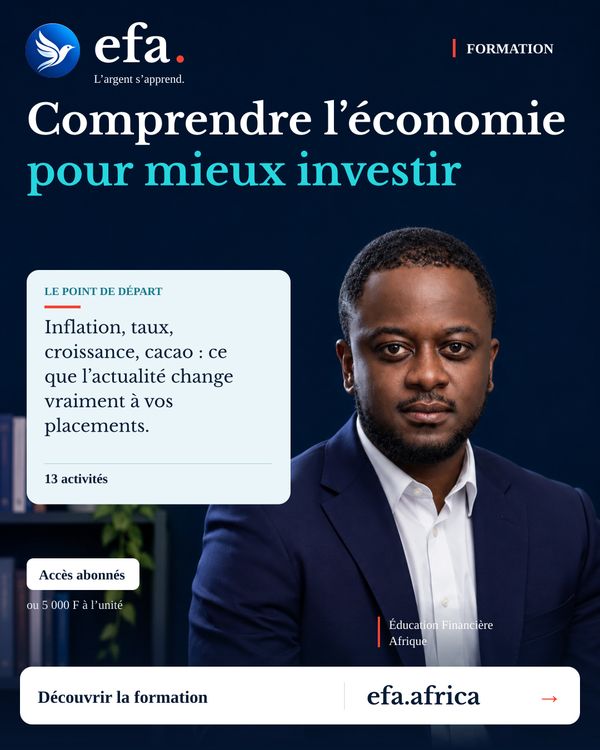 efa.
L’argent s’apprend.
FORMATION
Comprendre l’économie
pour mieux investir
LE POINT DE DÉPART
Inflation, taux,
croissance, cacao : ce
que l’actualité change
vraiment à vos
placements.
13 activités
Accès abonnés
ou 5 000 F à l’unité
Éducation Financière
Afrique
Découvrir la formation
efa.africa →